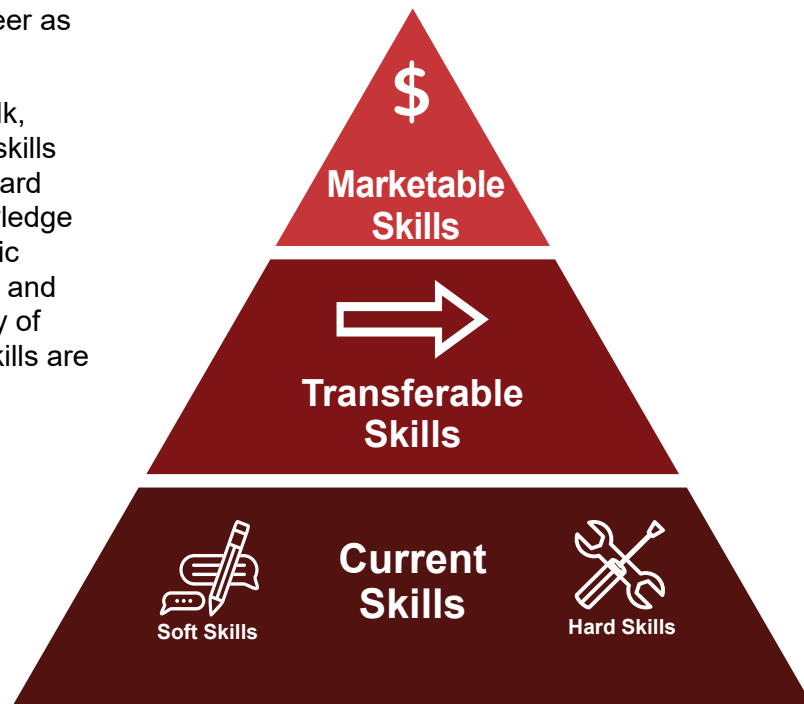 eer as
lk,
skills
ard
rledge
ic
and
y of
kills are
$
Marketable
Skills
Transferable
Skills
Current
Skills
Soft Skills
Hard Skills